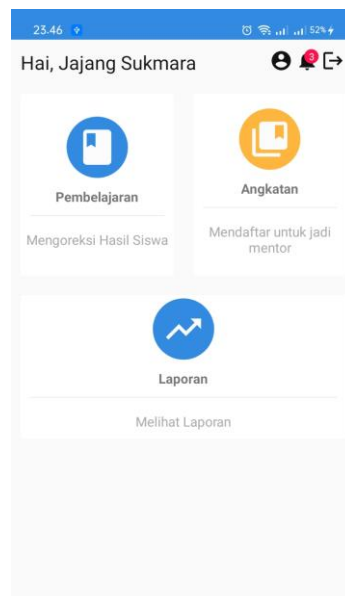 23.46
52%
Hai, Jajang Sukmara
3
Pembelajaran
Mengoreksi Hasil Siswa
Angkatan
Mendaftar untuk jadi
mentor
Laporan
Melihat Laporan